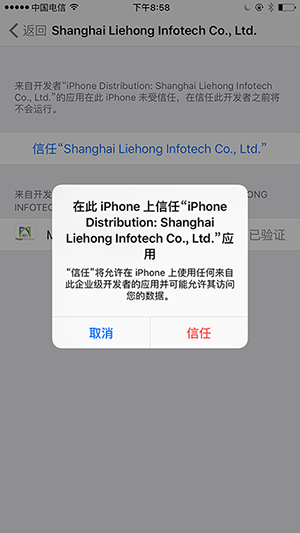 中国电信
下午8:58
返回 Shanghai Liehong Infotech Co., Ltd.
来自开发者“iPhone Distribution: Shanghai Liehong Infotech
Co., Ltd.”的应用在此 iPhone 未受信任，在信任此开发者之前将
不会运行。
信任“Shanghai Liehong Infotech Co., Ltd.”
来自开发
ONG
INFOTE
M
已验证
在此 iPhone 上信任“iPhone
Distribution: Shanghai
Liehong Infotech Co., Ltd.”应
用
“信任”将允许在 iPhone 上使用任何来自
此企业级开发者的应用并可能允许其访问
您的数据。
取消
信任